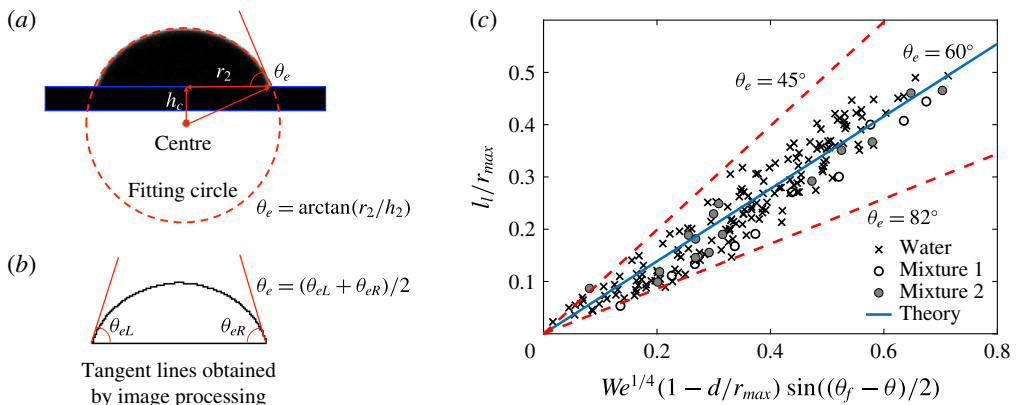 (a)
θe
r2
hc
Centre
Fitting circle
θe = arctan(r2/h2)
(b)
θe = (θeL + θeR)/2
θeL
θeR
Tangent lines obtained
by image processing
(c)
θe = 45°
θe = 60°
θe = 82°
Water
Mixture 1
Mixture 2
Theory
0.5
0.4
0.3
0.2
0.1
0
0.2
0.4
0.6
0.8
ll/rmax
We^1/4(1 − d/rmax) sin((θf − θ)/2)